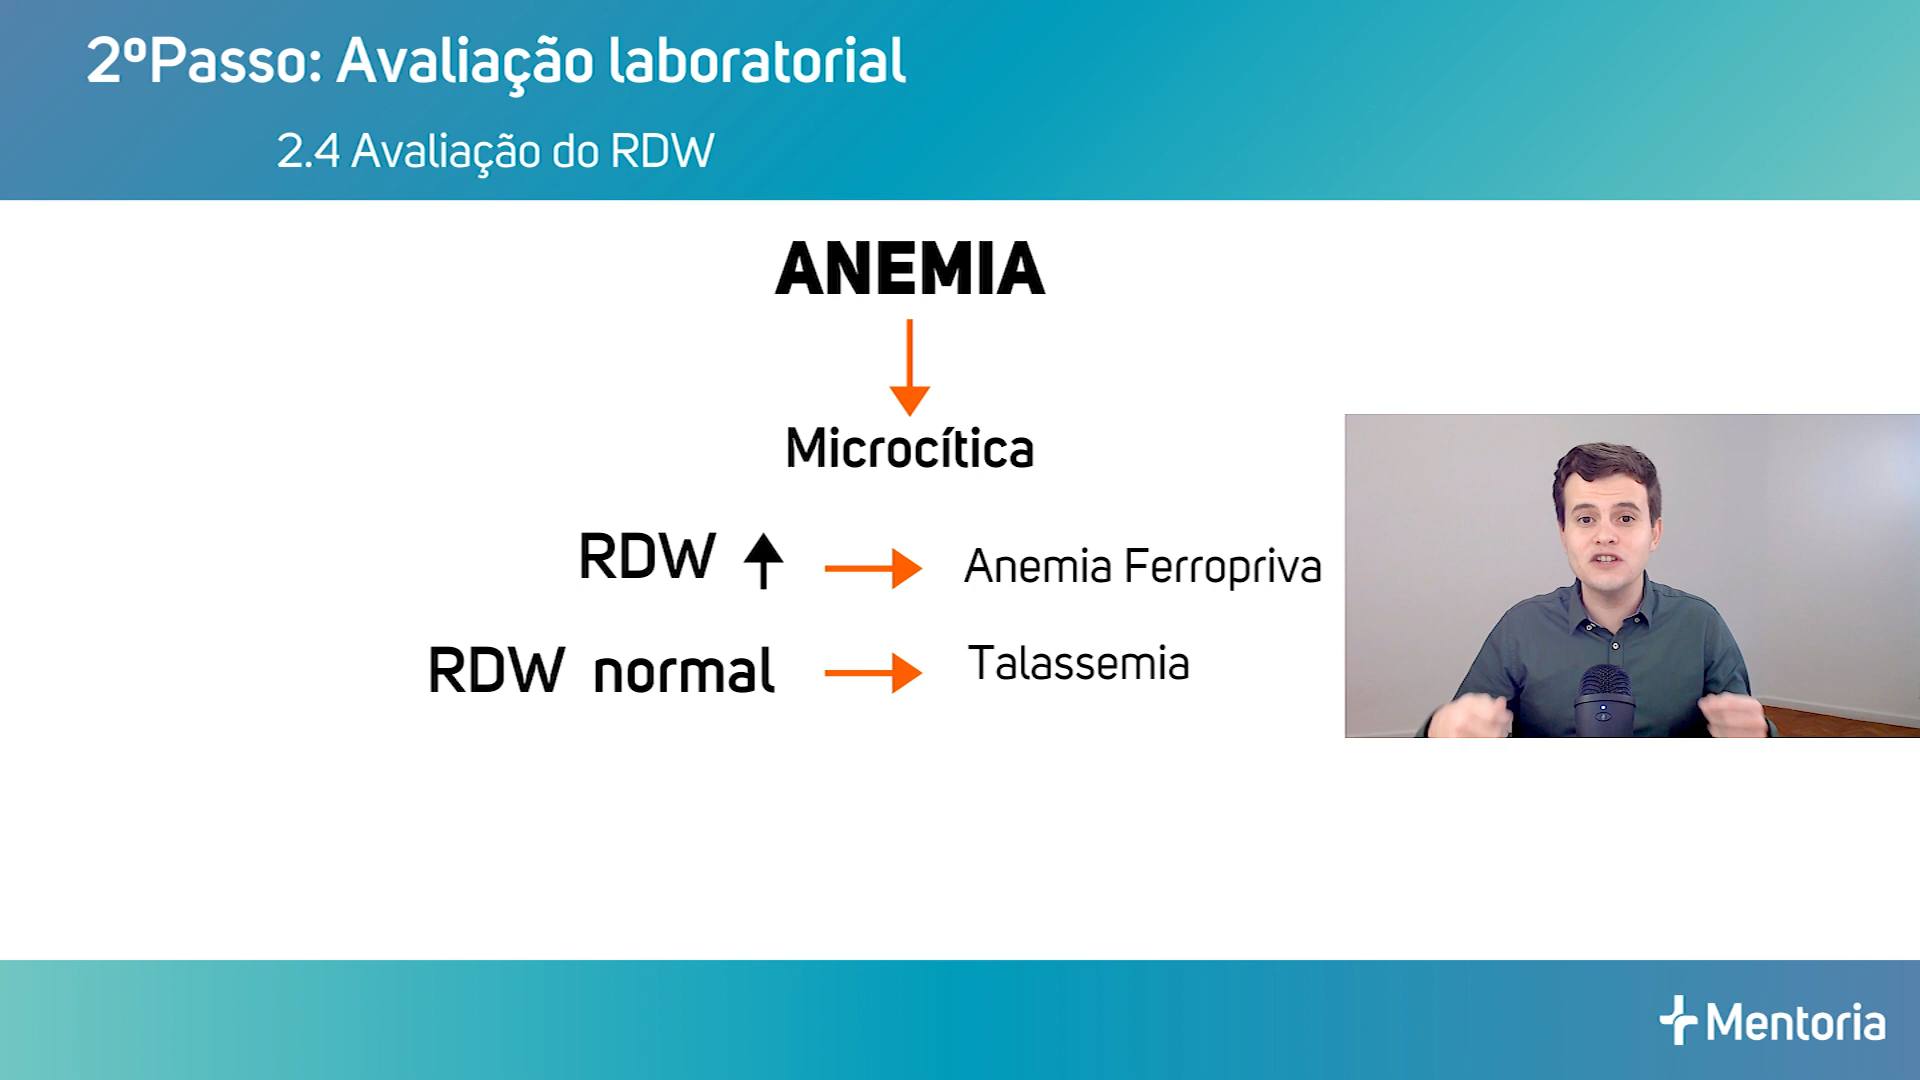 2ºPasso: Avaliação laboratorial
2.4 Avaliação do RDW
ANEMIA
Microcítica
RDW Anemia Ferropriva
RDW normal Talassemia
Mentoria